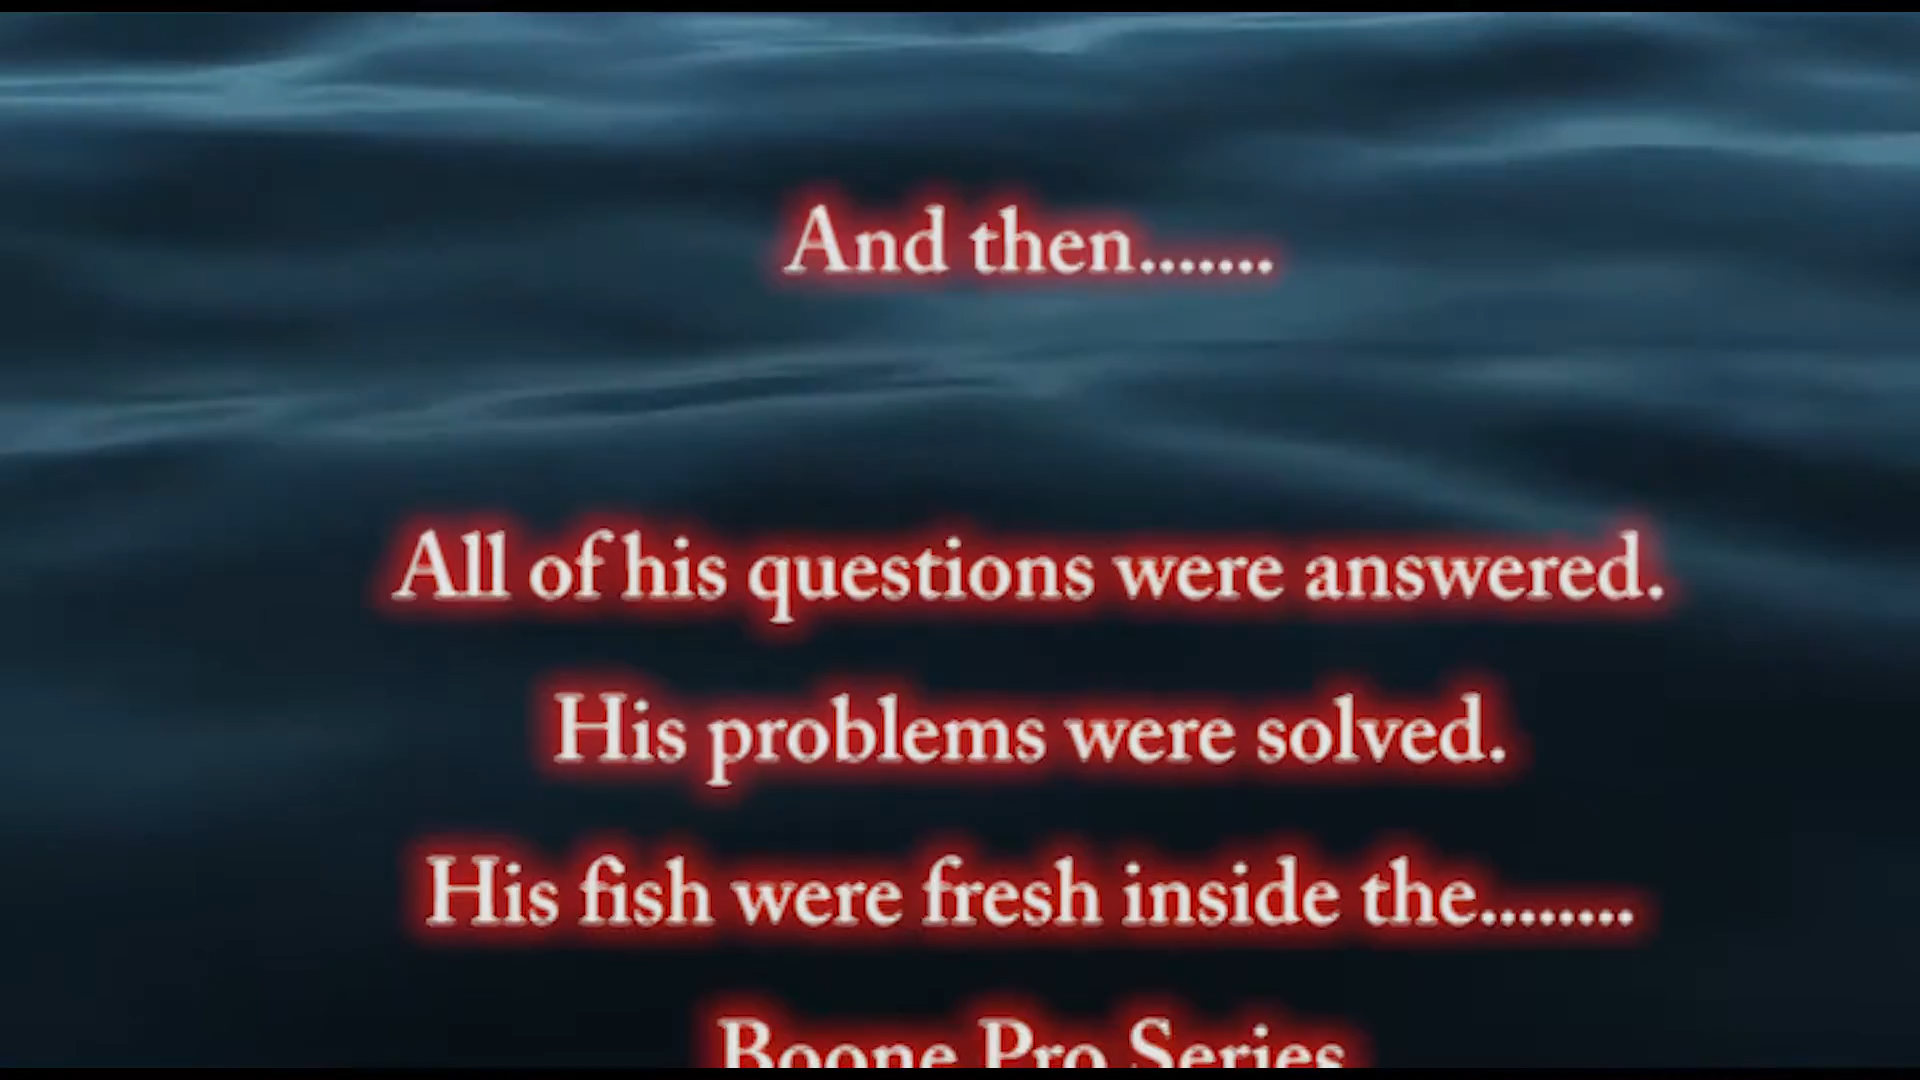 And then.......
All of his questions were answered.
His problems were solved.
His fish were fresh inside the........
Boone Pro Series